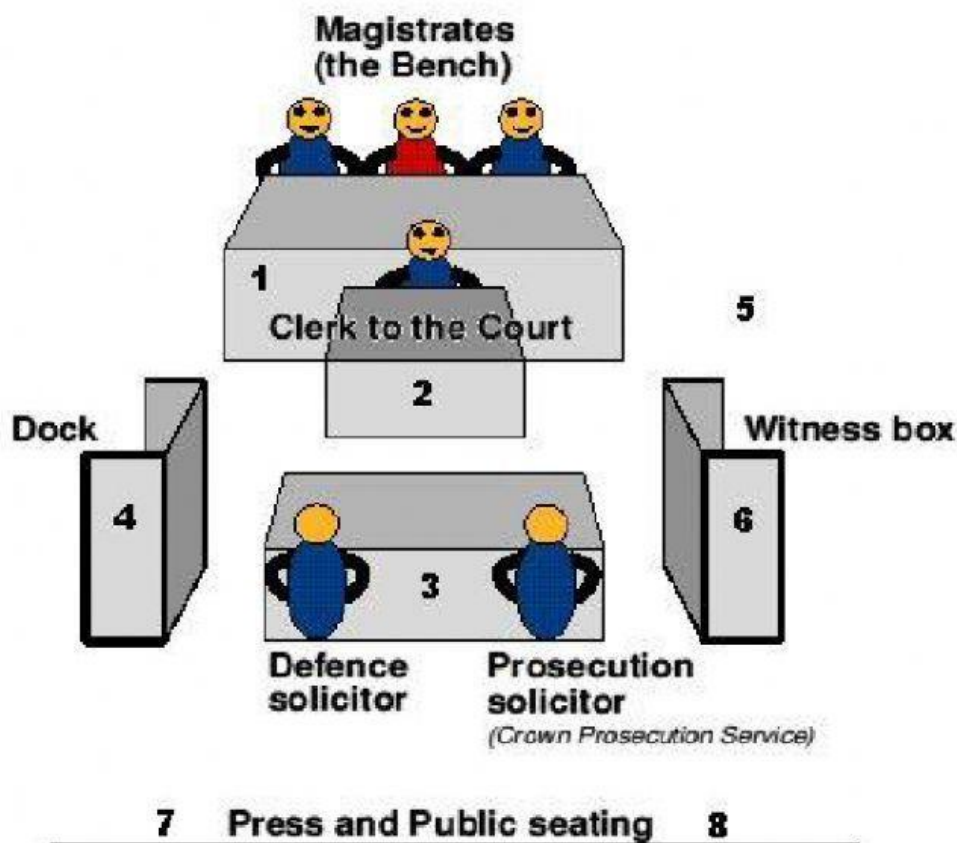 Magistrates
(the Bench)
1
5
Clerk to the Court
2
Dock
Witness box
4
6
3
Defence
solicitor
Prosecution
solicitor
(Crown Prosecution Service)
7 Press and Public seating 8